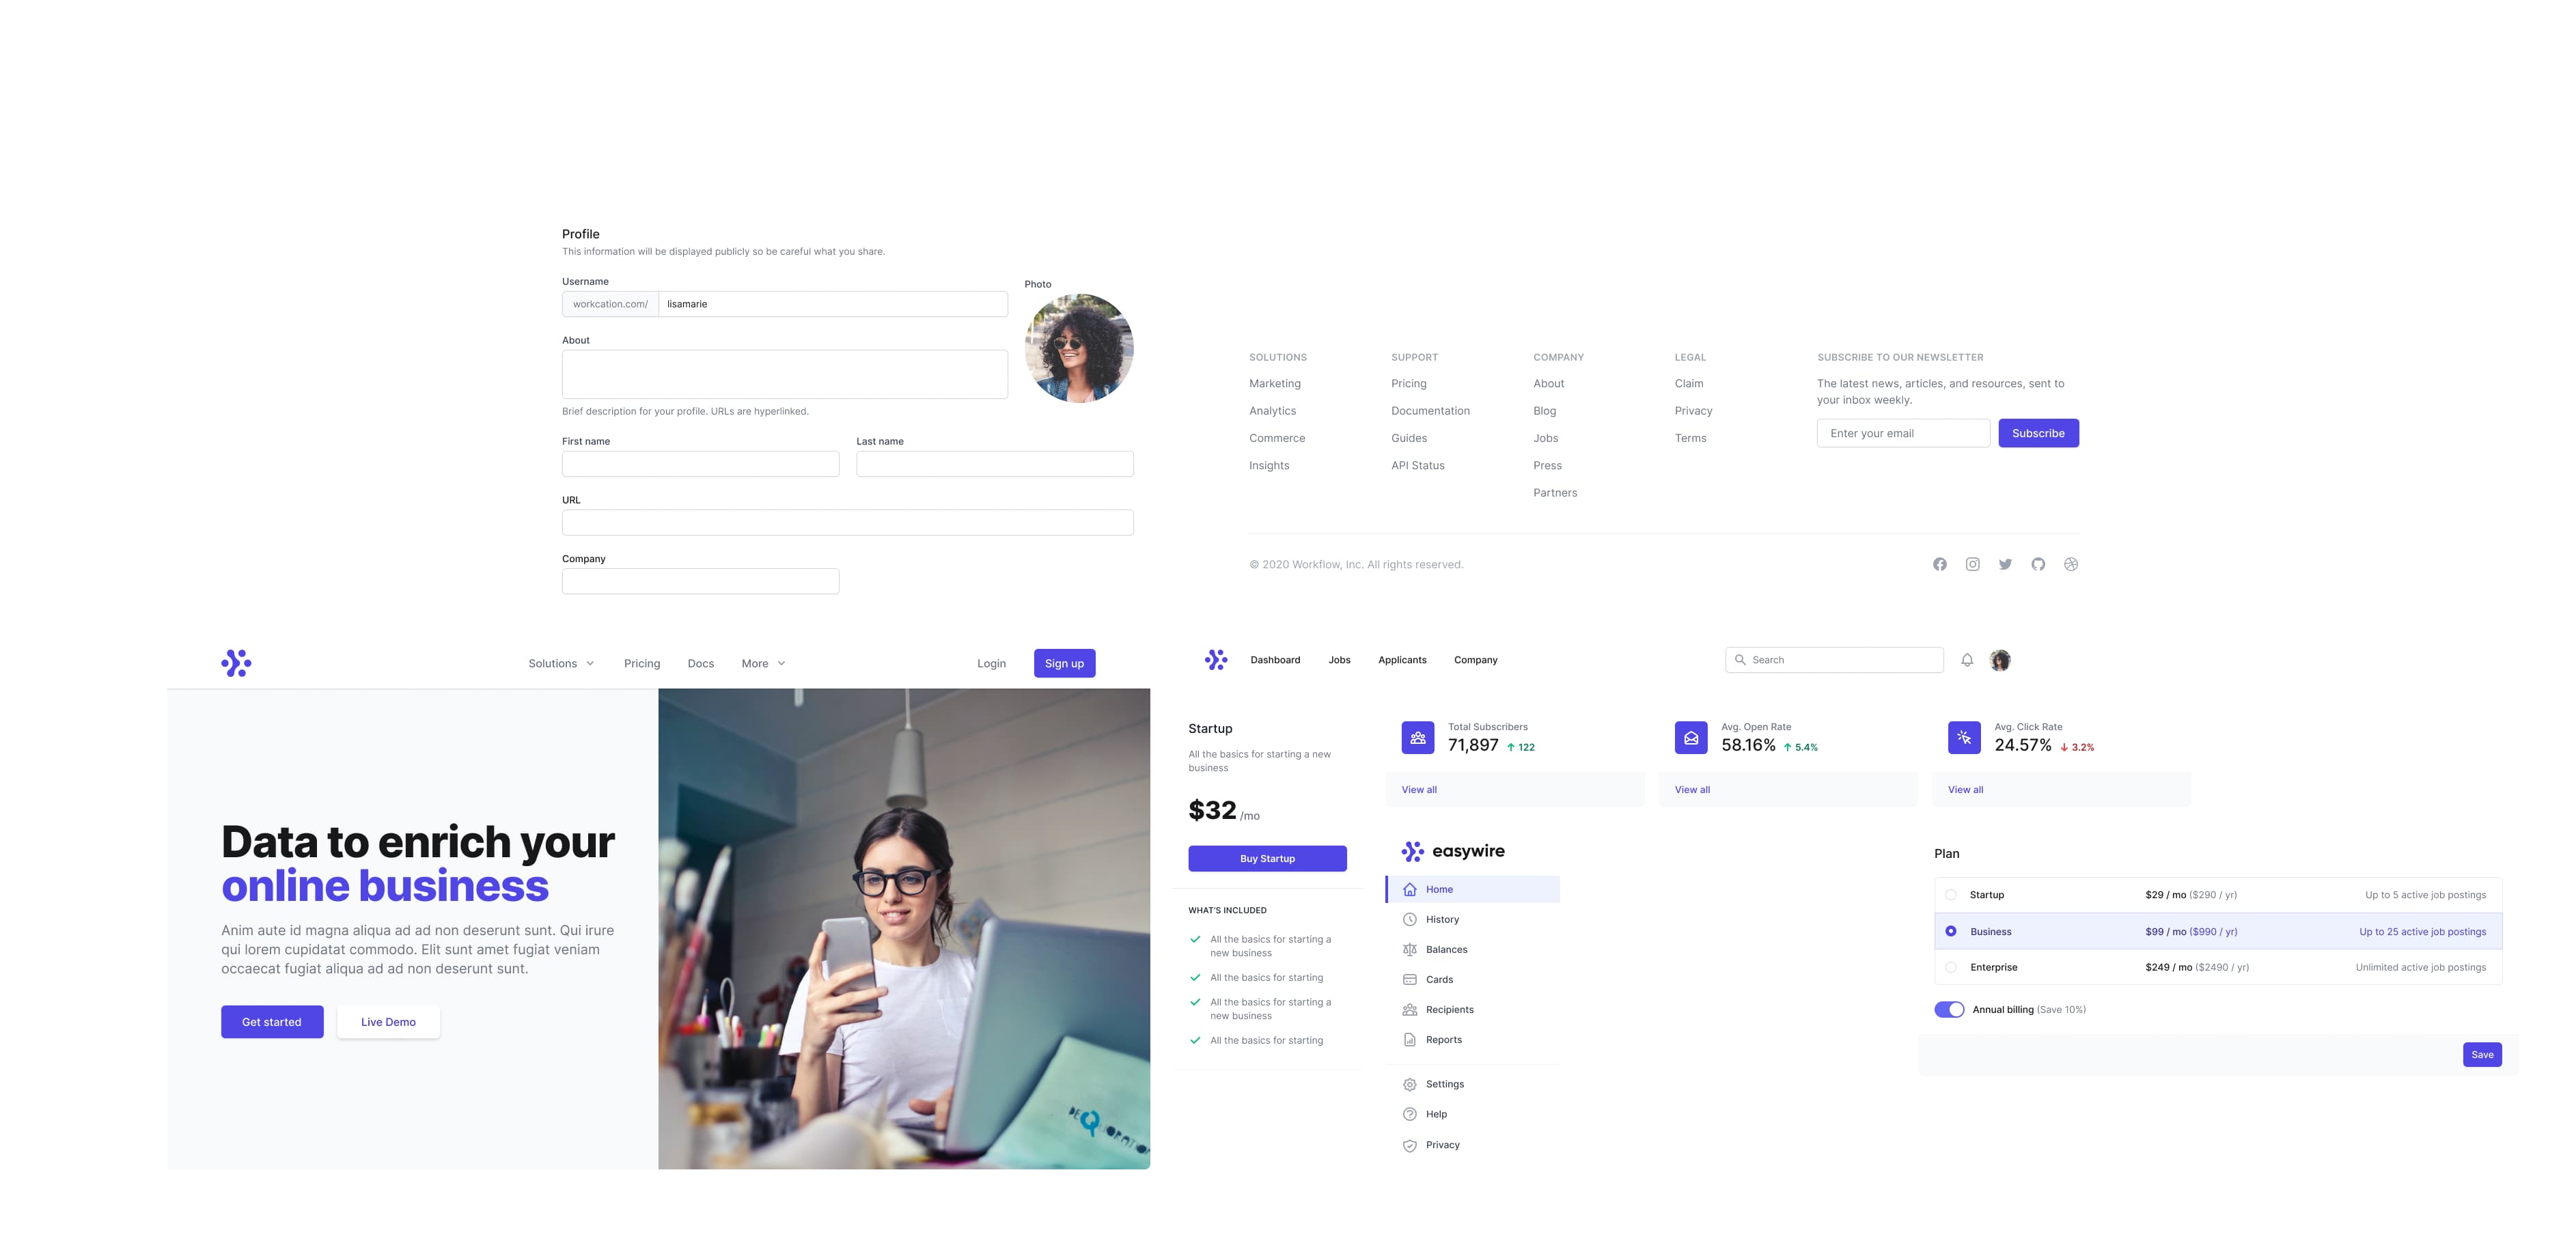 Profile
This information will be displayed publicly so be careful what you share.
Username
workcation.com/ lisamarie
Photo
About
Brief description for your profile. URLs are hyperlinked.
First name Last name
URL
Company
SOLUTIONS
Marketing
Analytics
Commerce
Insights
SUPPORT
Pricing
Documentation
Guides
API Status
COMPANY
About
Blog
Jobs
Press
Partners
LEGAL
Claim
Privacy
Terms
SUBSCRIBE TO OUR NEWSLETTER
The latest news, articles, and resources, sent to
your inbox weekly.
Enter your email Subscribe
© 2020 Workflow, Inc. All rights reserved.
Solutions Pricing Docs More Login Sign up
Data to enrich your
online business
Anim aute id magna aliqua ad ad non deserunt sunt. Qui irure
qui lorem cupidatat commodo. Elit sunt amet fugiat veniam
occaecat fugiat aliqua ad ad non deserunt sunt.
Get started Live Demo
Dashboard Jobs Applicants Company Search
Startup
All the basics for starting a new
business
$32 /mo
Buy Startup
WHAT'S INCLUDED
All the basics for starting a
new business
All the basics for starting
All the basics for starting a
new business
All the basics for starting
Total Subscribers
71,897 122
View all
Avg. Open Rate
58.16% 5.4%
View all
Avg. Click Rate
24.57% 3.2%
View all
easywire
Home
History
Balances
Cards
Recipients
Reports
Settings
Help
Privacy
Plan
Startup $29 / mo ($290 / yr) Up to 5 active job postings
Business $99 / mo ($990 / yr) Up to 25 active job postings
Enterprise $249 / mo ($2490 / yr) Unlimited active job postings
Annual billing (Save 10%)
Save